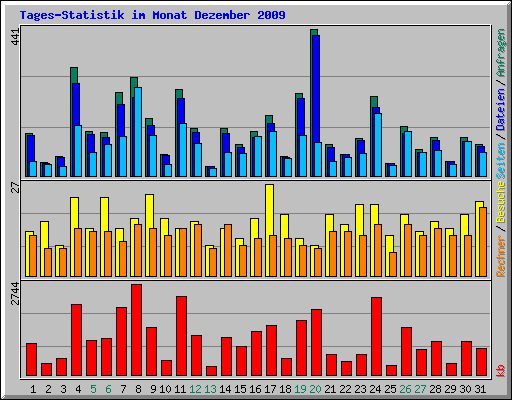 Tages-Statistik im Monat Dezember 2009
441
Rechner / Besuche Seiten / Dateien / Anfragen
27
2744
kb
1 2 3 4 5 6 7 8 9 10 11 12 13 14 15 16 17 18 19 20 21 22 23 24 25 26 27 28 29 30 31